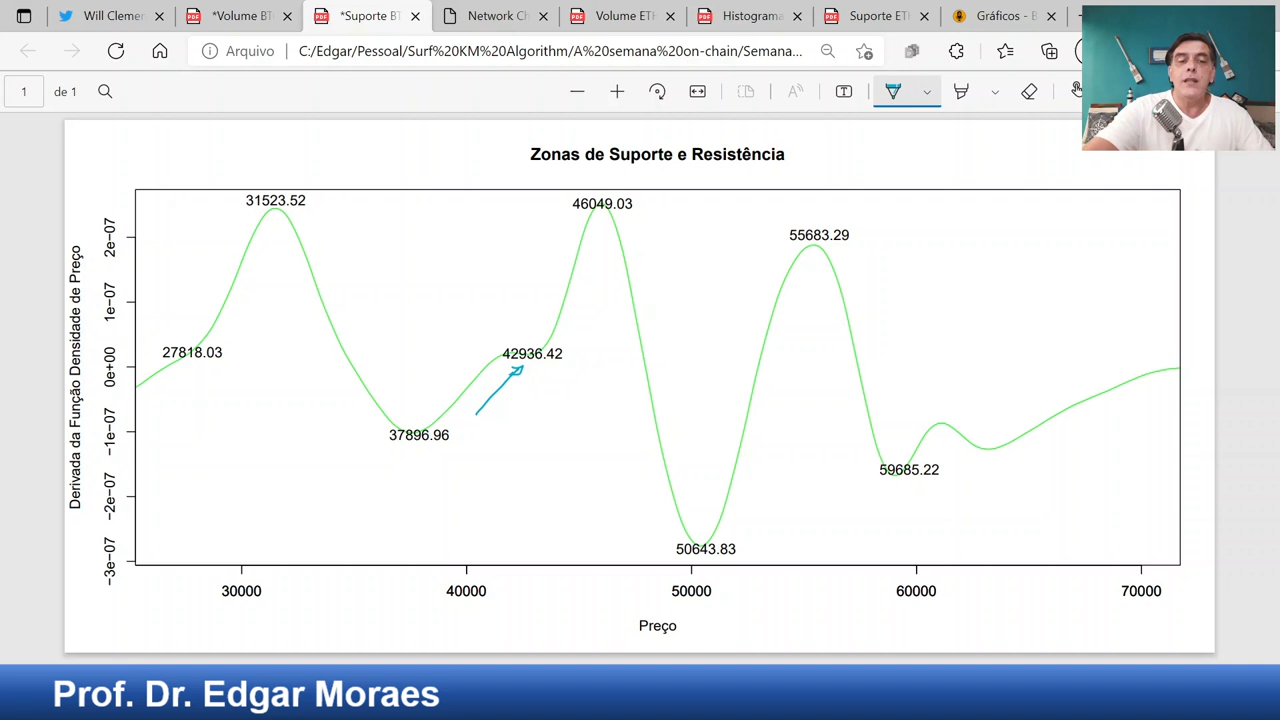 Will Clemen
*Volume BT
*Suporte BT
Network Ch
Volume ETH
Histograma
Suporte ETH
Gráficos - B
Arquivo
C:/Edgar/Pessoal/Surf%20KM%20Algorithm/A%20semana%20on-chain/Semana...
1 de 1
Zonas de Suporte e Resistência
31523.52
46049.03
55683.29
27818.03
42936.42
37896.96
59685.22
50643.83
Derivada da Função Densidade de Preço
2e-07
1e-07
0e+00
-1e-07
-2e-07
-3e-07
30000 40000 50000 60000 70000
Preço
Prof. Dr. Edgar Moraes